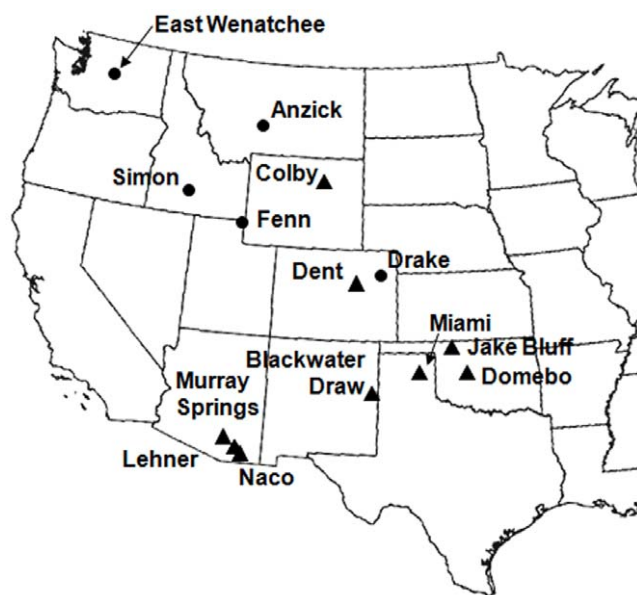 East Wenatchee
Anzick
Simon
Colby
Fenn
Drake
Dent
Miami
Blackwater
Draw
Jake Bluff
Domebo
Murray
Springs
Lehner
Naco